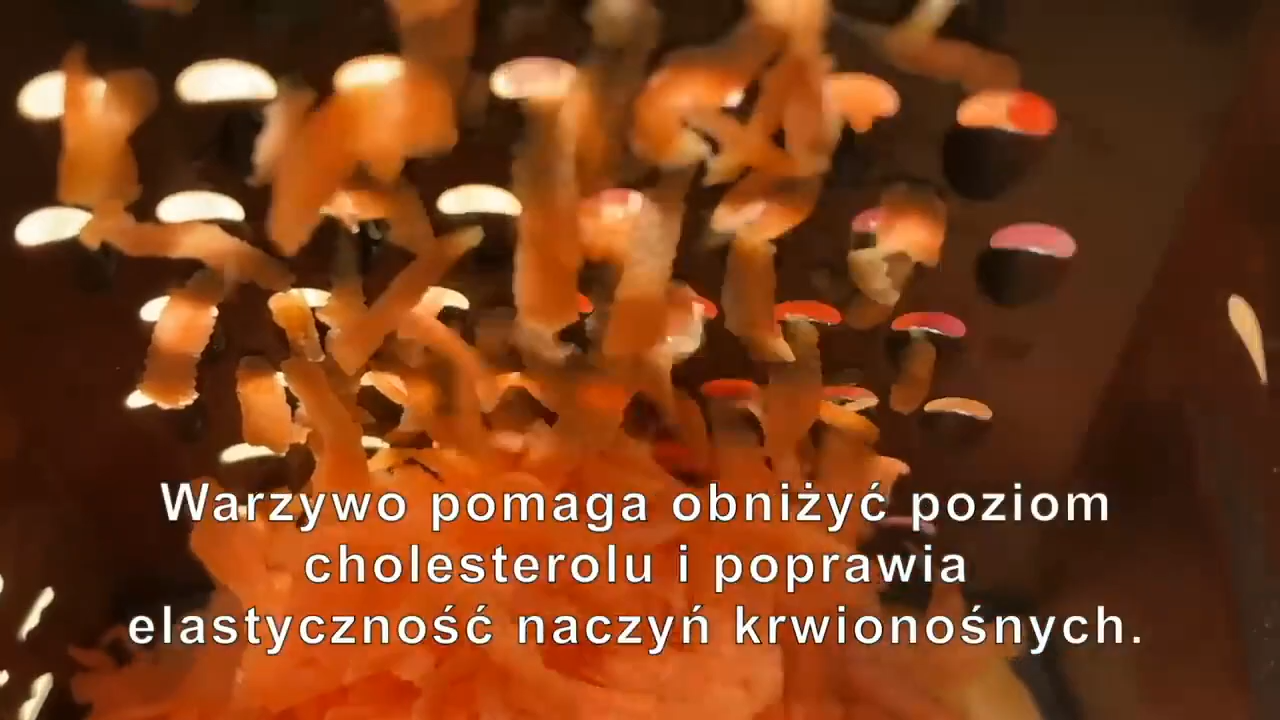 Warzywo pomaga obniżyć poziom
cholesterolu i poprawia
elastyczność naczyń krwionośnych.